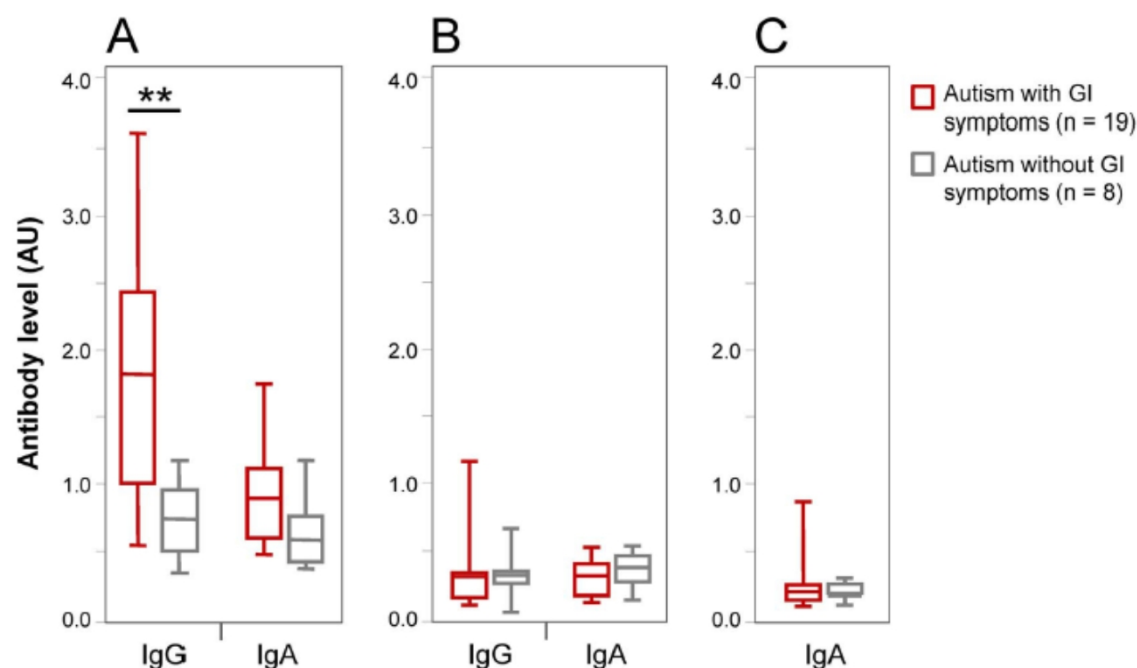 A
B
C
4.0
3.0
2.0
1.0
0.0
**
4.0
3.0
2.0
1.0
0.0
4.0
3.0
2.0
1.0
0.0
Antibody level (AU)
IgG
IgA
IgG
IgA
IgA
Autism with GI
symptoms (n = 19)
Autism without GI
symptoms (n = 8)